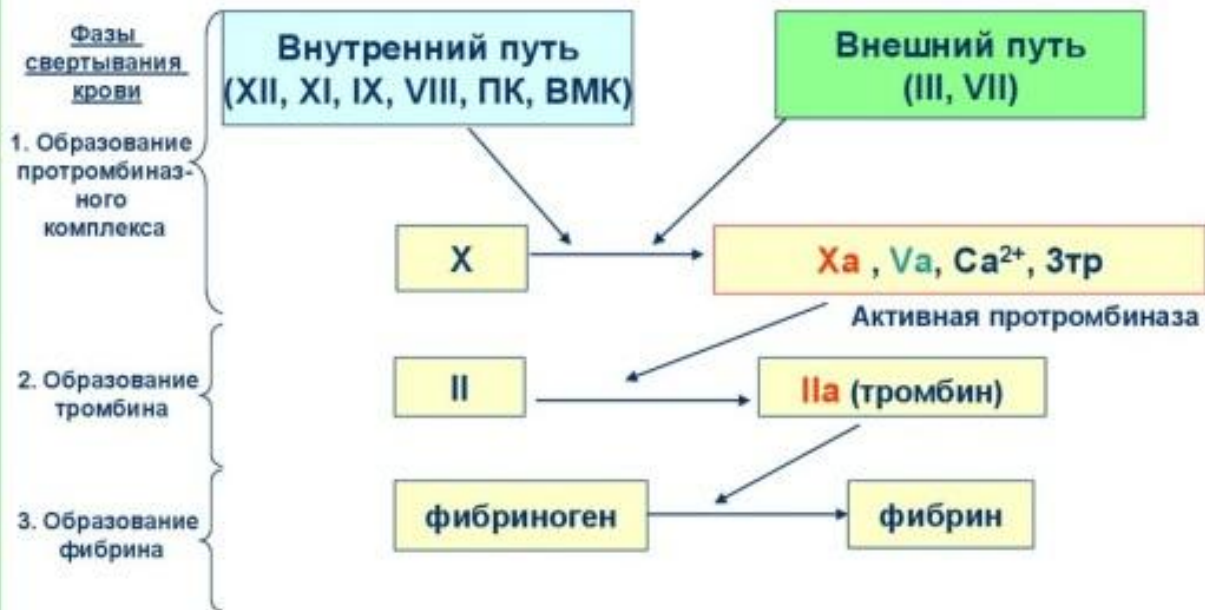 Фазы
свертывания
крови
Внутренний путь
(XII, XI, IX, VIII, ПК, ВМК)
Внешний путь
(III, VII)
1. Образование
протромбиназ-
ного
комплекса
X
Xa , Va, Ca²⁺, 3тр
Активная протромбиназа
2. Образование
тромбина
II
IIa (тромбин)
3. Образование
фибрина
фибриноген
фибрин